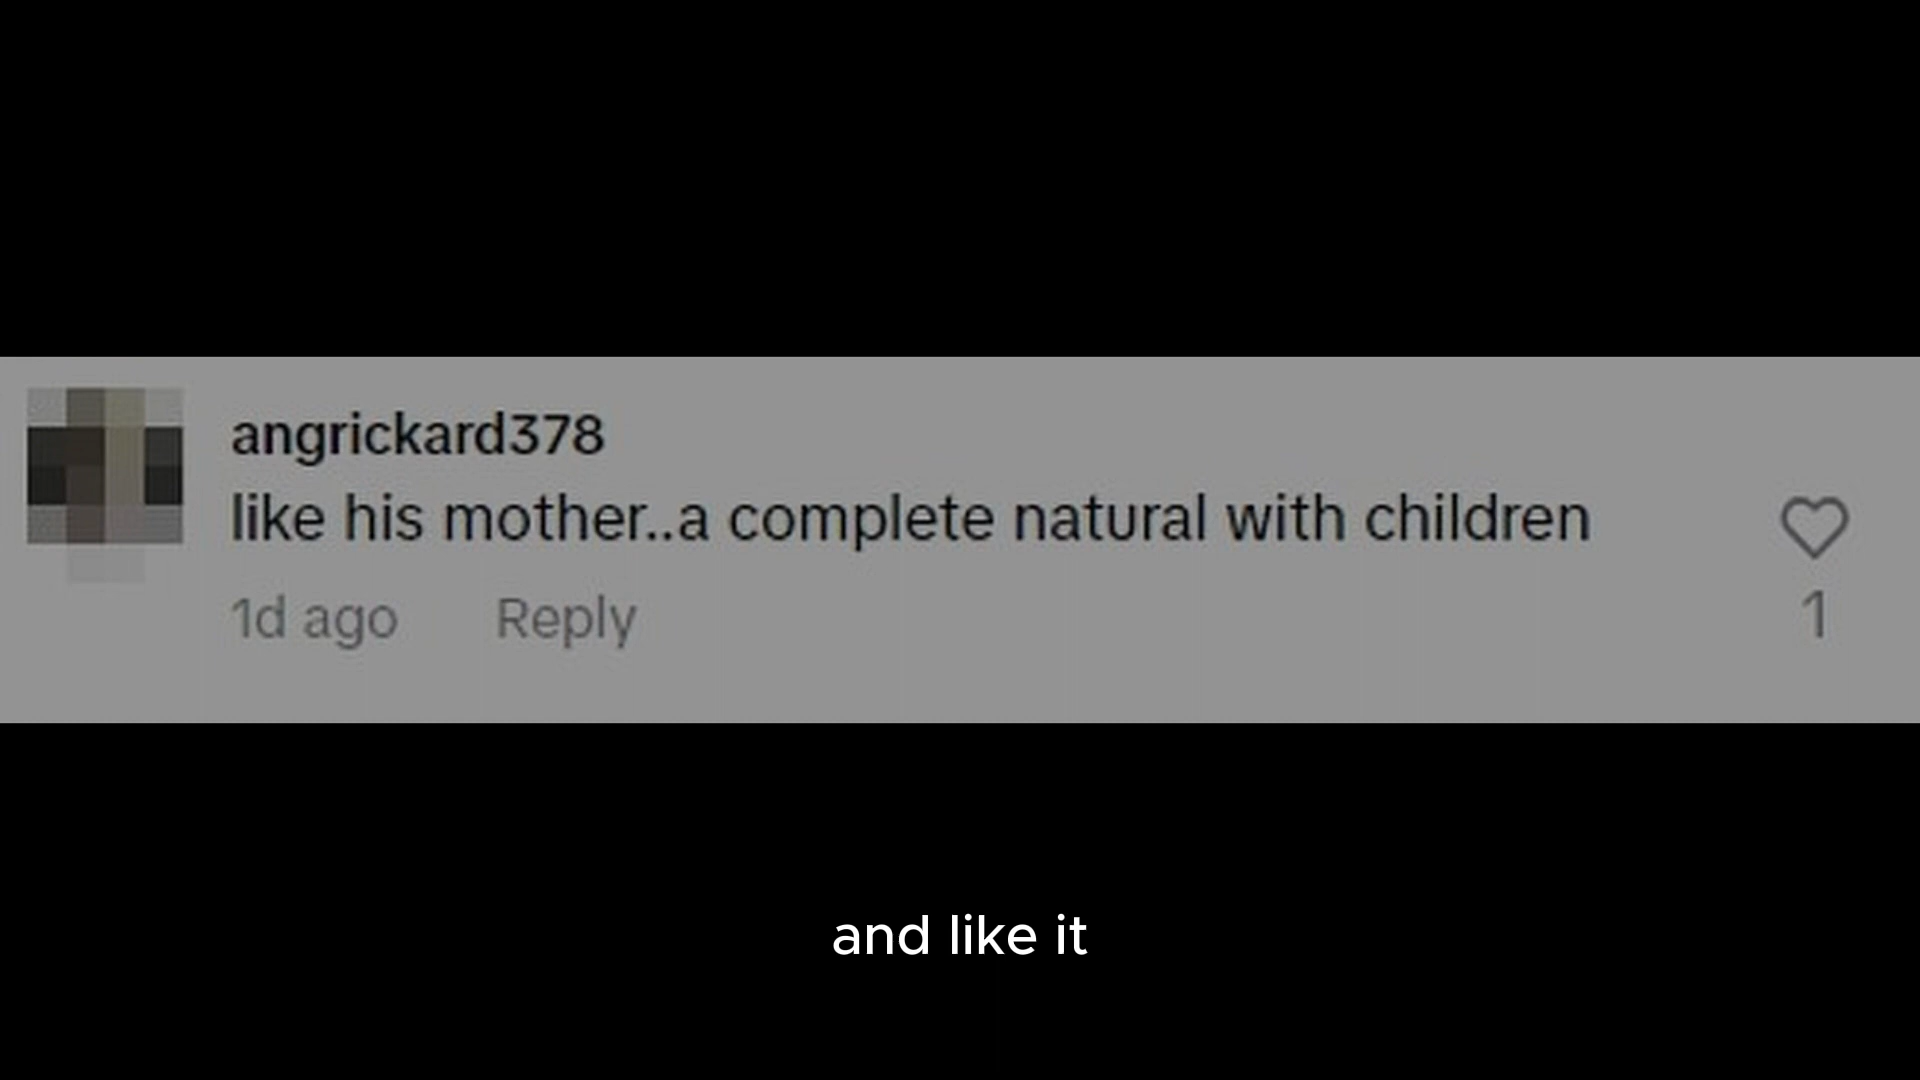 angrickard378
like his mother..a complete natural with children
1d ago Reply
1
and like it